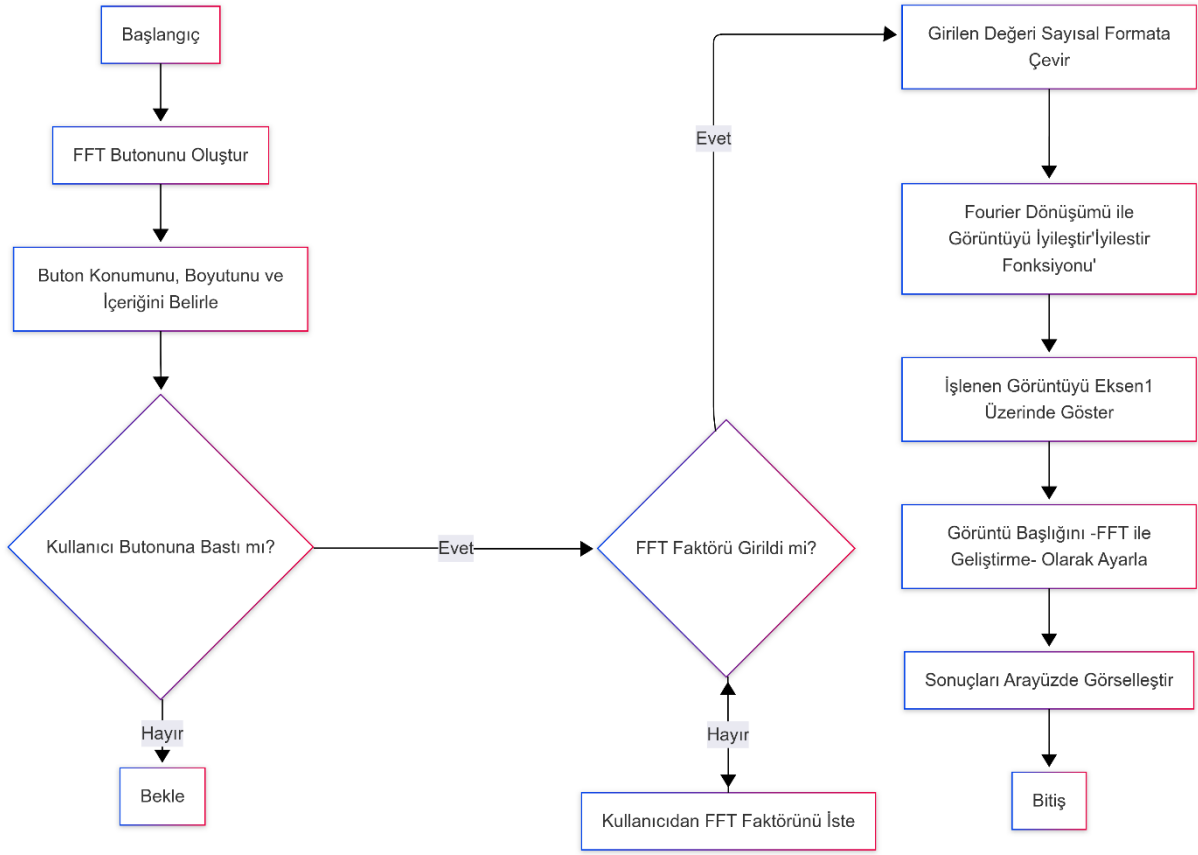 Başlangıç
FFT Butonunu Oluştur
Buton Konumunu, Boyutunu ve
İçeriğini Belirle
Kullanıcı Butonuna Bastı mı?
Hayır
Bekle
Evet
FFT Faktörü Girildi mi?
Hayır
Kullanıcıdan FFT Faktörünü İste
Evet
Girilen Değeri Sayısal Formata
Çevir
Fourier Dönüşümü ile
Görüntüyü İyileştir'İyilestir
Fonksiyonu'
İşlenen Görüntüyü Eksen1
Üzerinde Göster
Görüntü Başlığını -FFT ile
Geliştirme- Olarak Ayarla
Sonuçları Arayüzde Görselleştir
Bitiş